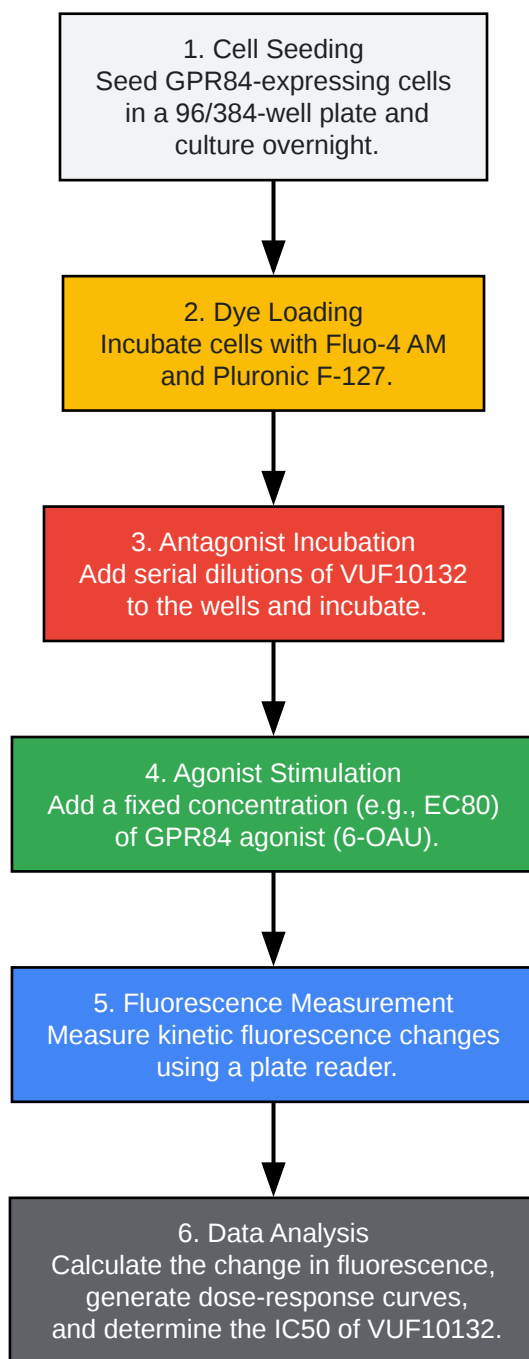 1. Cell Seeding
Seed GPR84-expressing cells
in a 96/384-well plate and
culture overnight.
2. Dye Loading
Incubate cells with Fluo-4 AM
and Pluronic F-127.
3. Antagonist Incubation
Add serial dilutions of VUF10132
to the wells and incubate.
4. Agonist Stimulation
Add a fixed concentration (e.g., EC80)
of GPR84 agonist (6-OAU).
5. Fluorescence Measurement
Measure kinetic fluorescence changes
using a plate reader.
6. Data Analysis
Calculate the change in fluorescence,
generate dose-response curves,
and determine the IC50 of VUF10132.